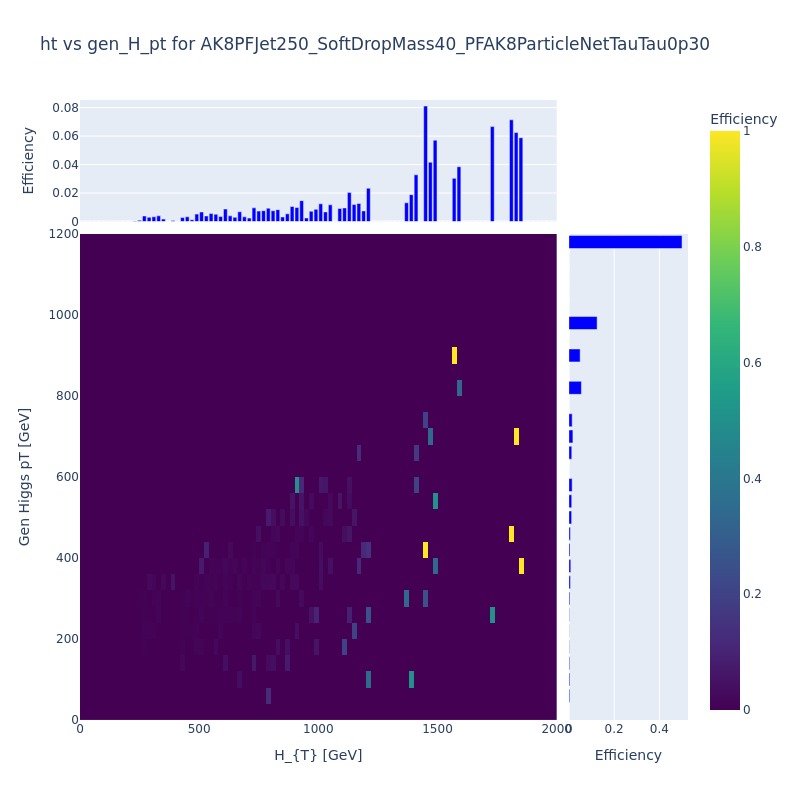 ht vs gen_H_pt for AK8PFJet250_SoftDropMass40_PFAK8ParticleNetTauTau0p30
Efficiency
0.08
0.06
0.04
0.02
0
Efficiency
1
0.8
0.6
0.4
0.2
0
Gen Higgs pT [GeV]
1200
1000
800
600
400
200
0
0 500 1000 1500 2000
H_{T} [GeV]
0 0.2 0.4
Efficiency